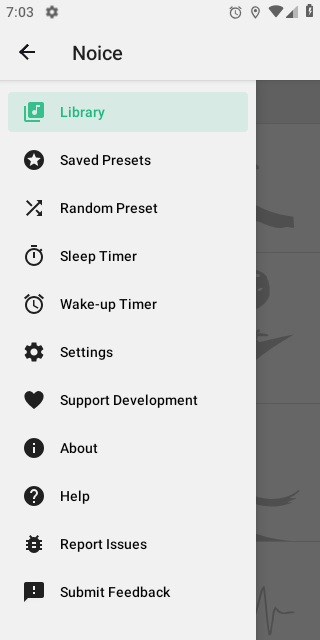 7:03
Noice
Library
Saved Presets
Random Preset
Sleep Timer
Wake-up Timer
Settings
Support Development
About
Help
Report Issues
Submit Feedback